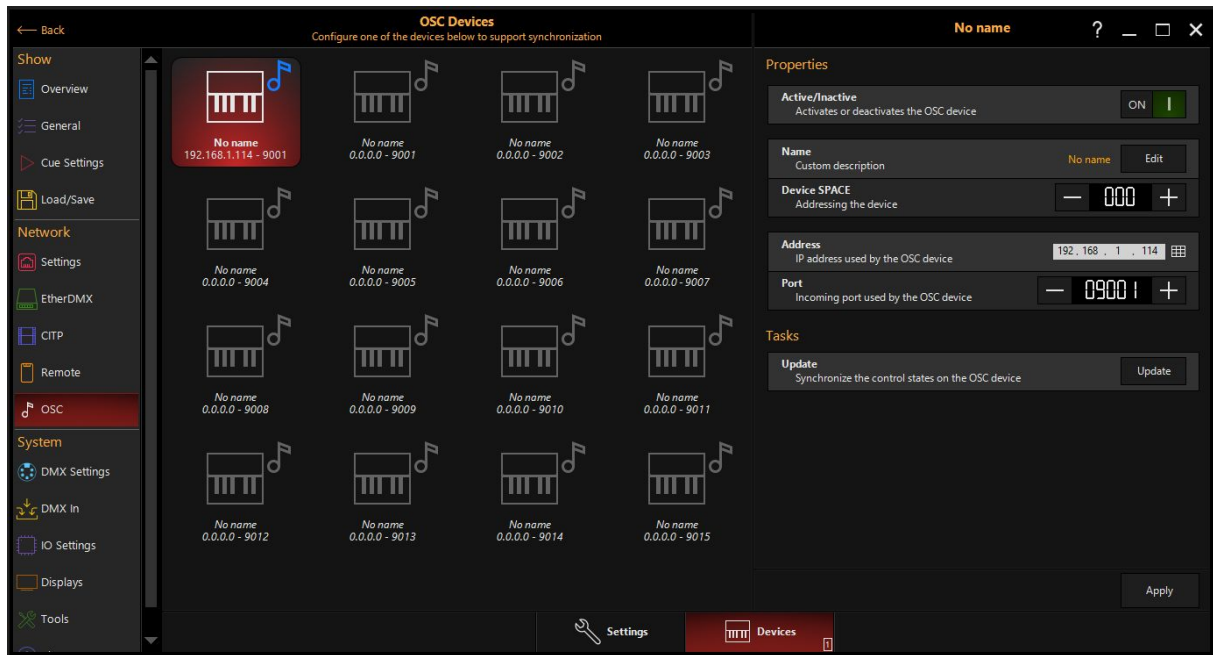 Back
OSC Devices
Configure one of the devices below to support synchronization
No name
?
Show
Overview
General
Cue Settings
Load/Save
Network
Settings
EtherDMX
CITP
Remote
OSC
System
DMX Settings
DMX In
IO Settings
Displays
Tools
No name
192.168.1.114 - 9001
No name
0.0.0.0 - 9001
No name
0.0.0.0 - 9002
No name
0.0.0.0 - 9003
No name
0.0.0.0 - 9004
No name
0.0.0.0 - 9005
No name
0.0.0.0 - 9006
No name
0.0.0.0 - 9007
No name
0.0.0.0 - 9008
No name
0.0.0.0 - 9009
No name
0.0.0.0 - 9010
No name
0.0.0.0 - 9011
No name
0.0.0.0 - 9012
No name
0.0.0.0 - 9013
No name
0.0.0.0 - 9014
No name
0.0.0.0 - 9015
Properties
Active/Inactive
Activates or deactivates the OSC device
ON
Name
Custom description
No name
Edit
Device SPACE
Addressing the device
000
Address
IP address used by the OSC device
192 . 168 . 1 . 114
Port
Incoming port used by the OSC device
09001
Tasks
Update
Synchronize the control states on the OSC device
Update
Apply
Settings
Devices
1